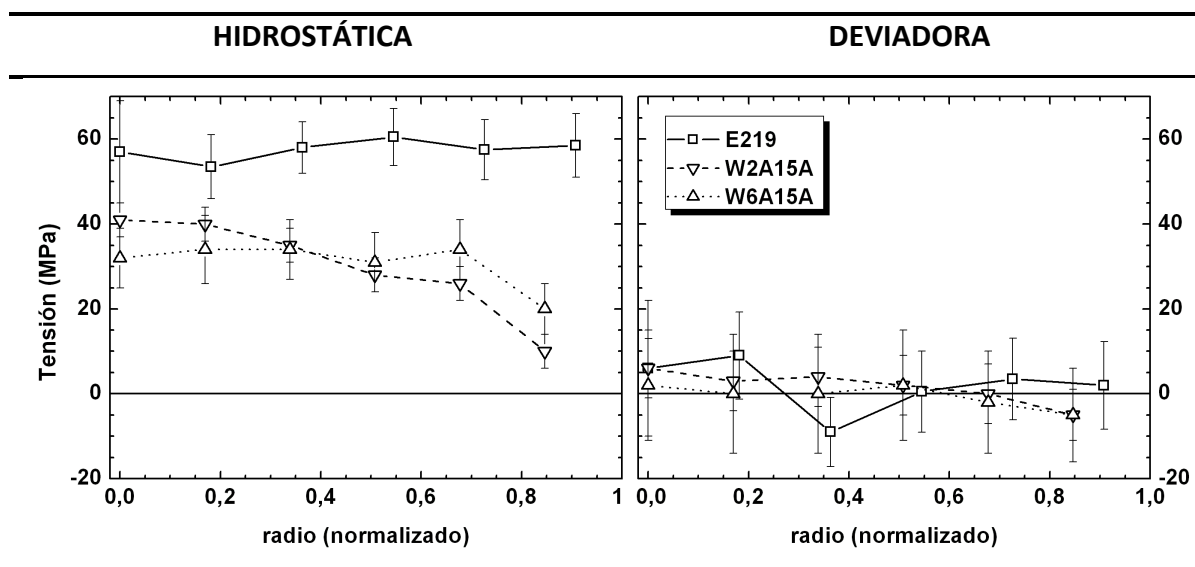 HIDROSTÁTICA
DEVIADORA
60
40
20
0
-20
Tensión (MPa)
0,0 0,2 0,4 0,6 0,8 1
radio (normalizado)
E219
W2A15A
W6A15A
60
40
20
0
-20
0,0 0,2 0,4 0,6 0,8 1,0
radio (normalizado)